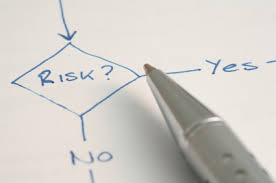 Risk?
Yes
No